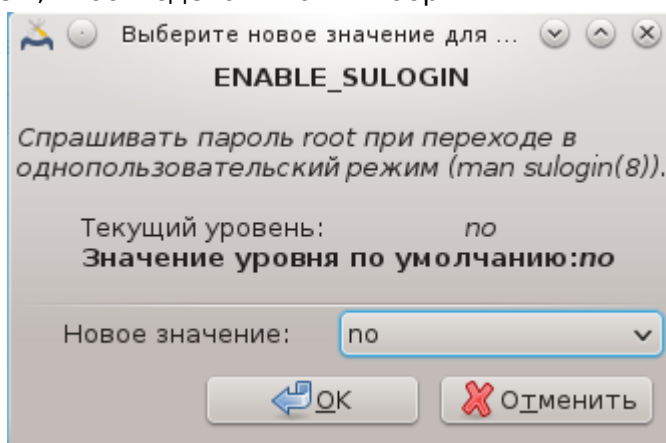 Выберите новое значение для ...
ENABLE_SULOGIN
Спрашивать пароль root при переходе в
однопользовательский режим (man sulogin(8)).
Текущий уровень: no
Значение уровня по умолчанию:no
Новое значение: no
OK Отменить